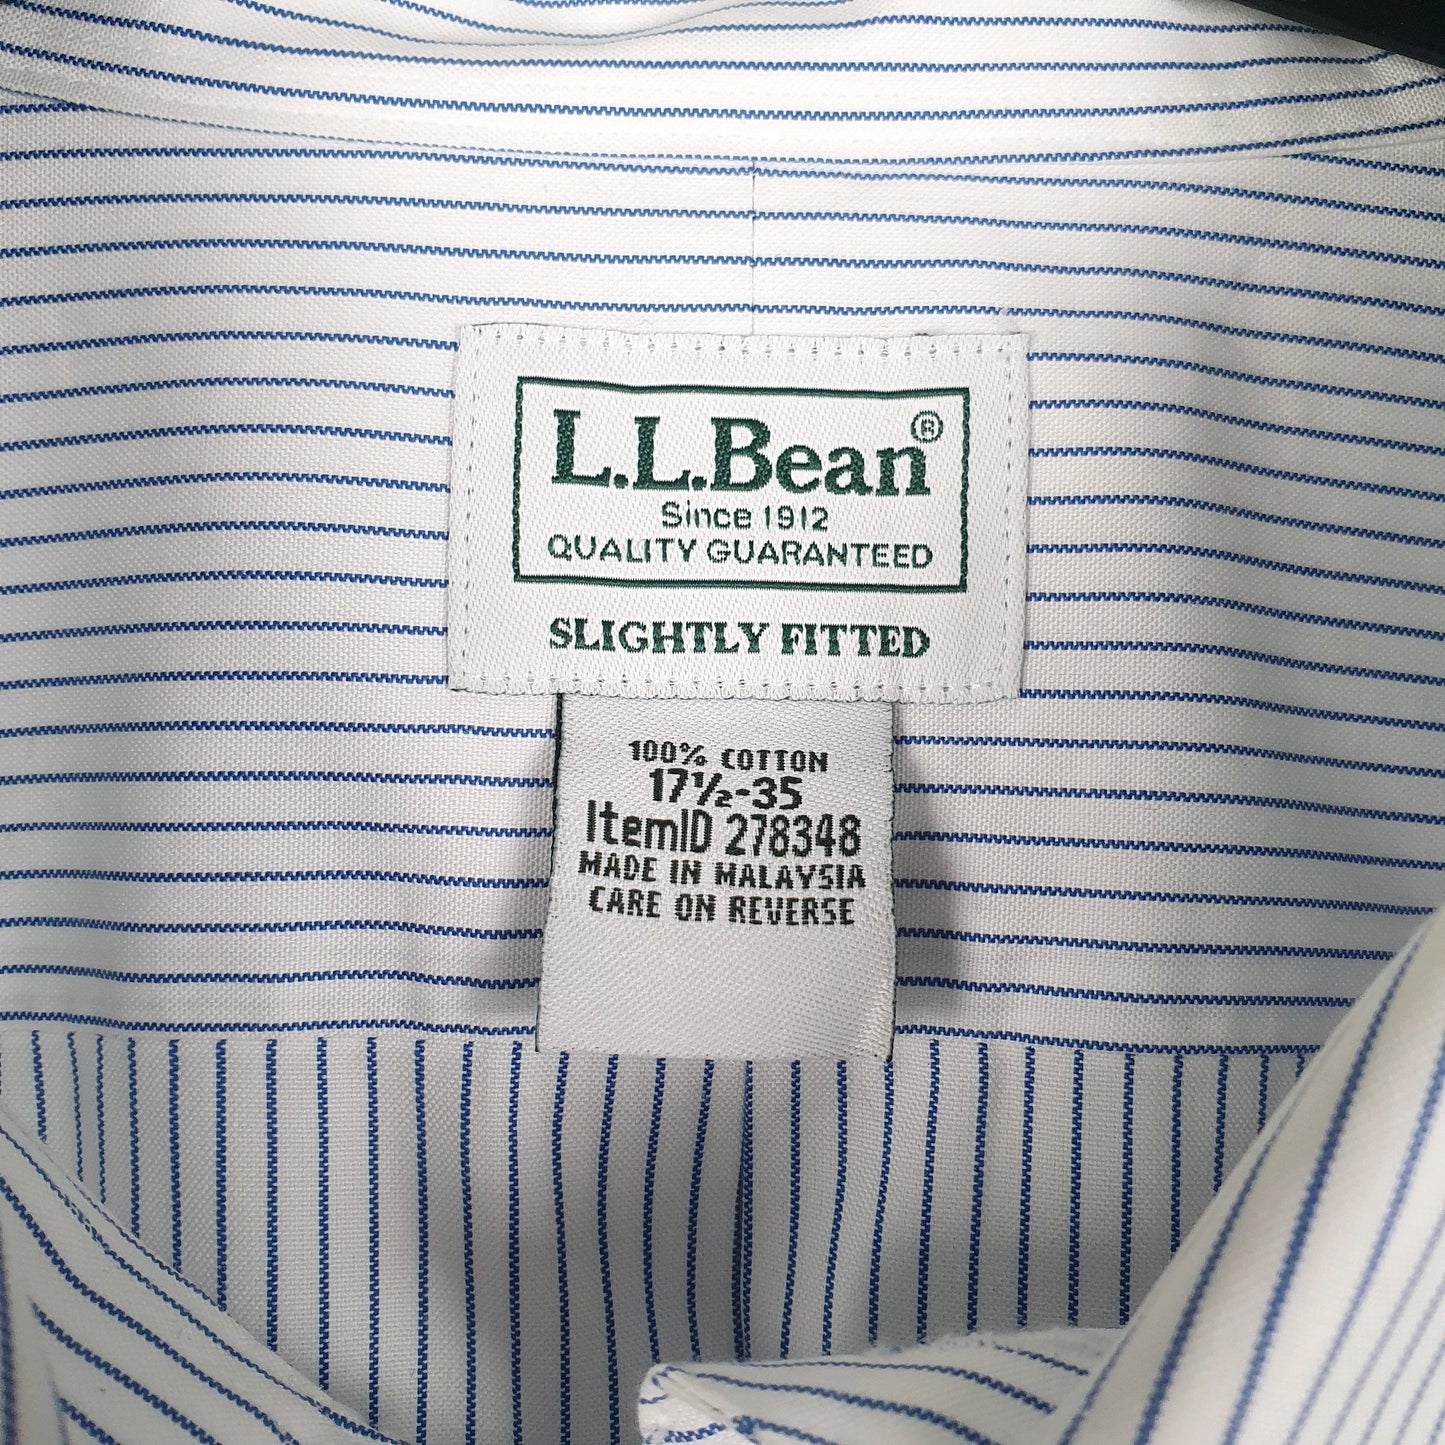 L.L.Bean®
Since 1912
QUALITY GUARANTEED
SLIGHTLY FITTED
100% COTTON
17½-35
ItemID 278348
MADE IN MALAYSIA
CARE ON REVERSE